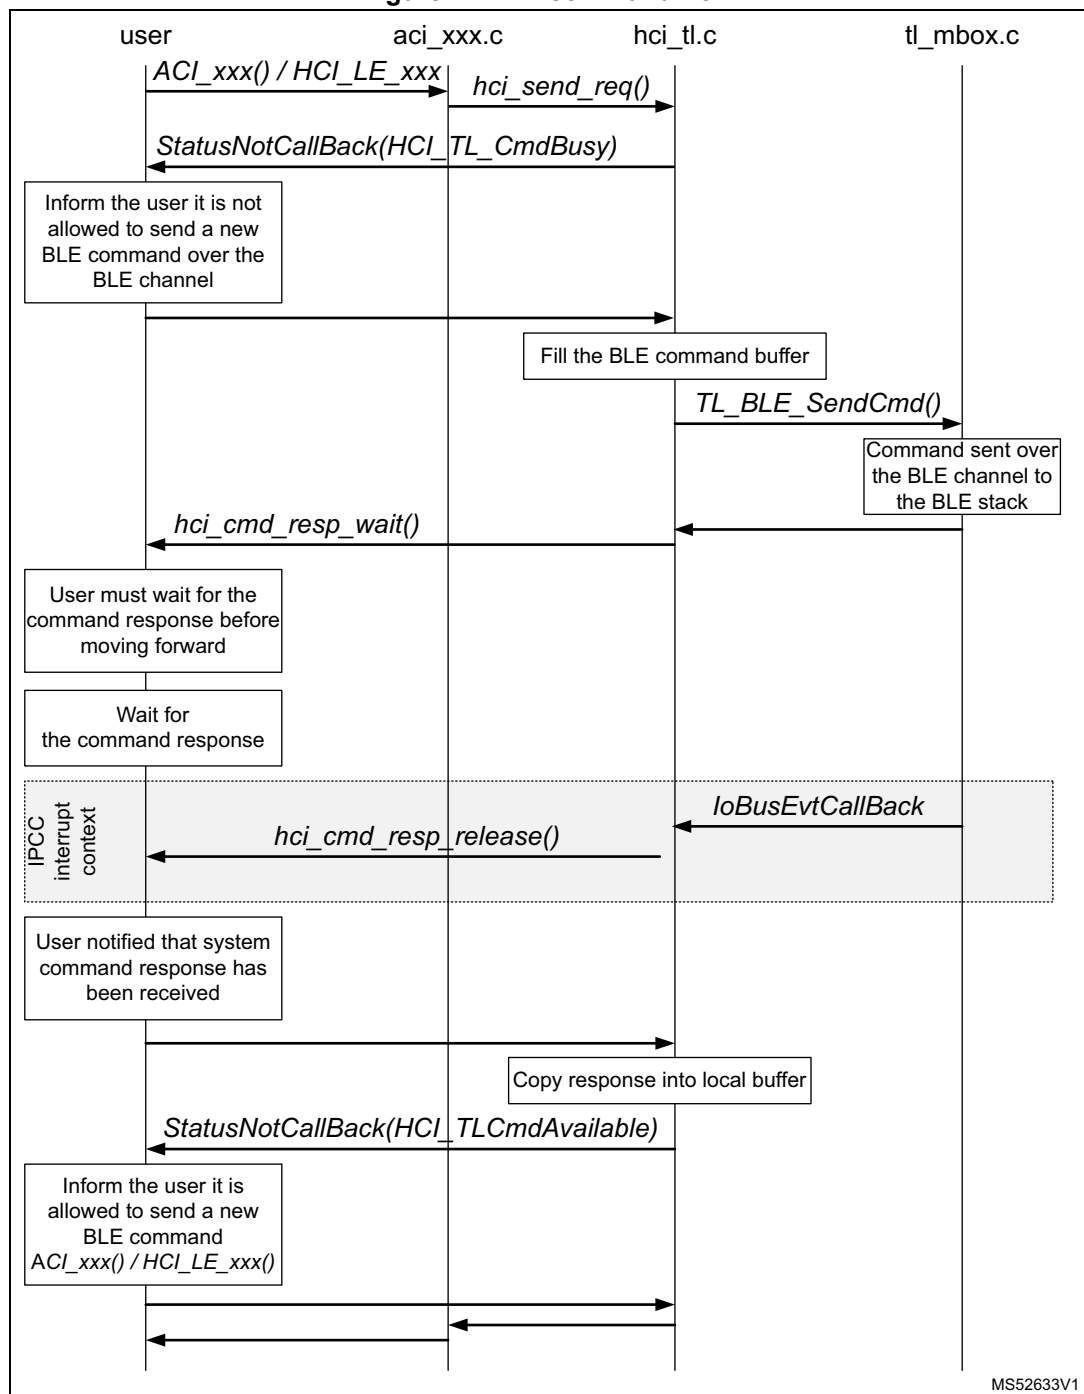 user aci_xxx.c hci_tl.c tl_mbox.c
ACI_xxx() / HCI_LE_xxx
hci_send_req()
StatusNotCallBack(HCI_TL_CmdBusy)
Inform the user it is not
allowed to send a new
BLE command over the
BLE channel
Fill the BLE command buffer
TL_BLE_SendCmd()
Command sent over
the BLE channel to
the BLE stack
hci_cmd_resp_wait()
User must wait for the
command response before
moving forward
Wait for
the command response
IPCC
interrupt
context
IoBusEvtCallBack
hci_cmd_resp_release()
User notified that system
command response has
been received
Copy response into local buffer
StatusNotCallBack(HCI_TLCmdAvailable)
Inform the user it is
allowed to send a new
BLE command
ACI_xxx() / HCI_LE_xxx()
MS52633V1